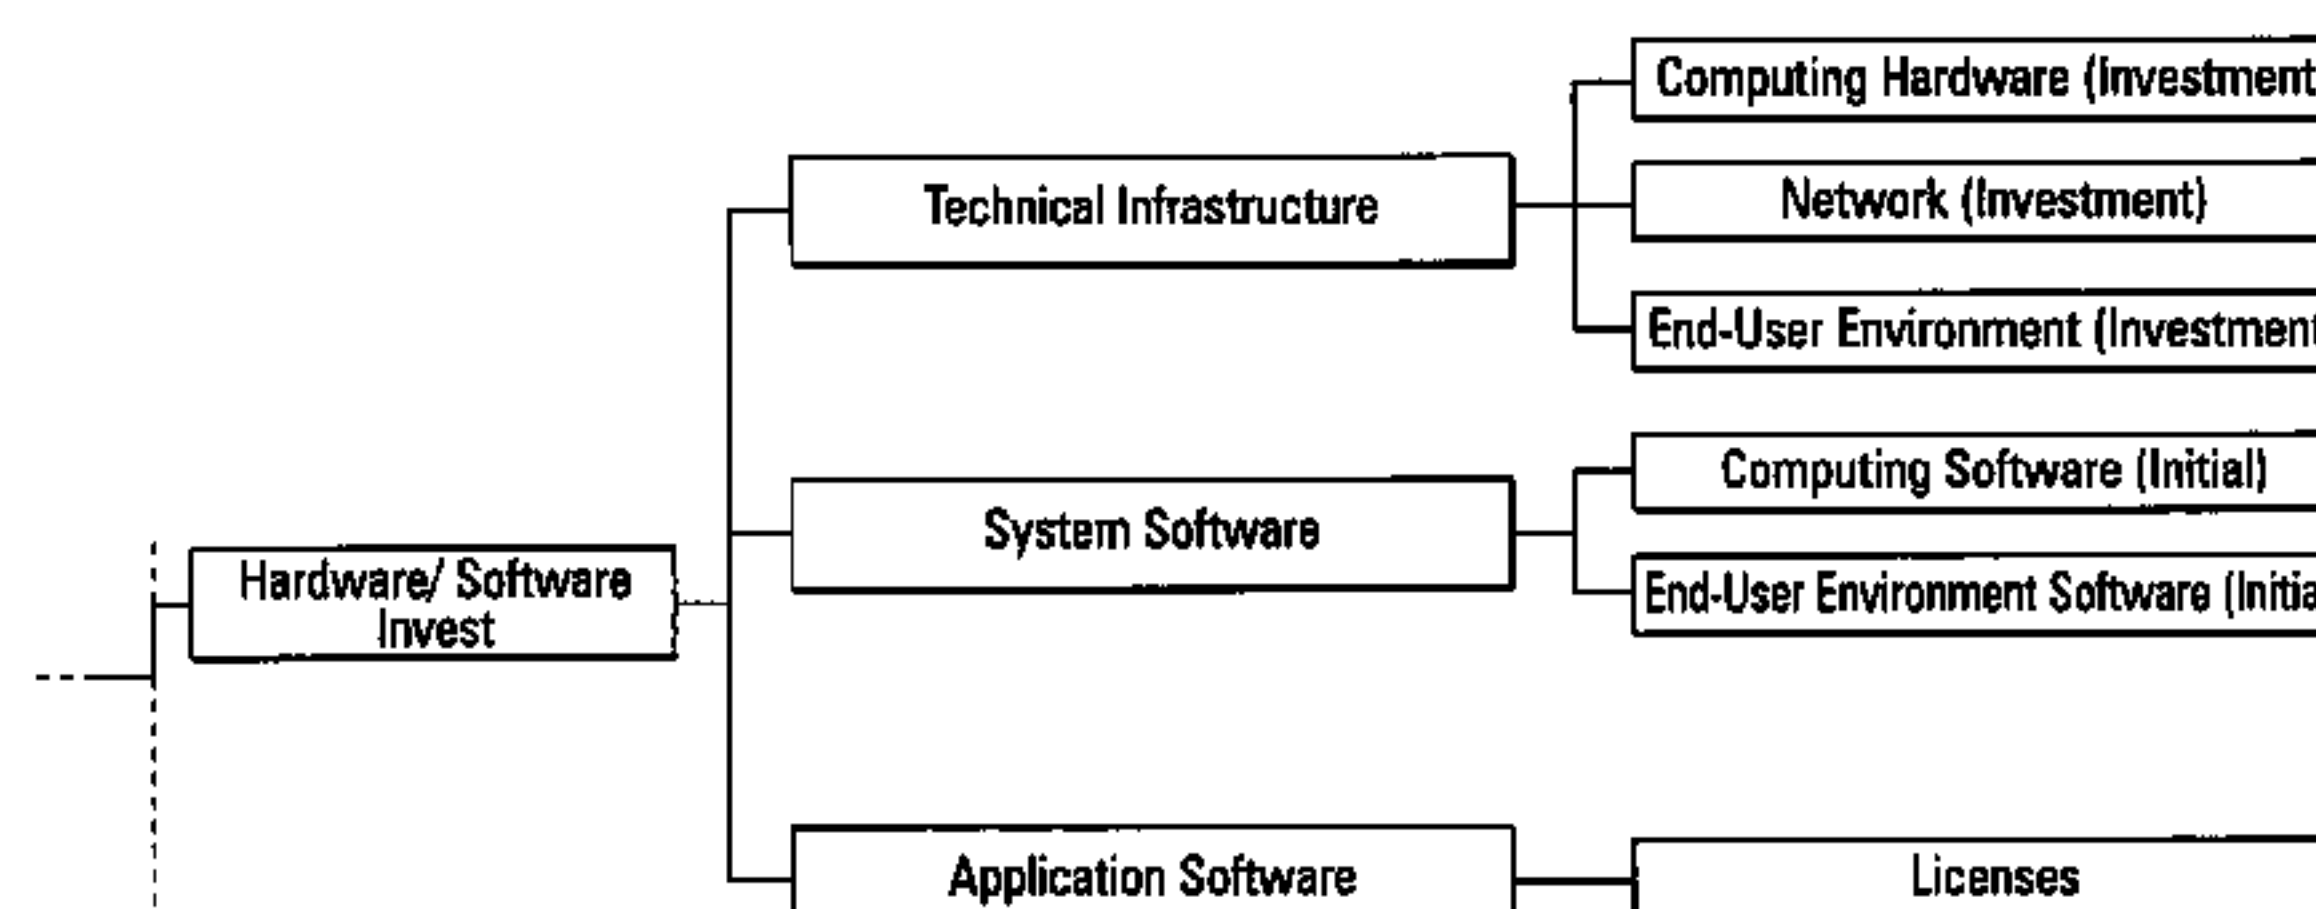 Computing Hardware (Investment
Technical Infrastructure
Network (Investment)
End-User Environment (Investment
Computing Software (Initial)
System Software
Hardware/ Software
Invest
End-User Environment Software (Initia
Application Software
Licenses